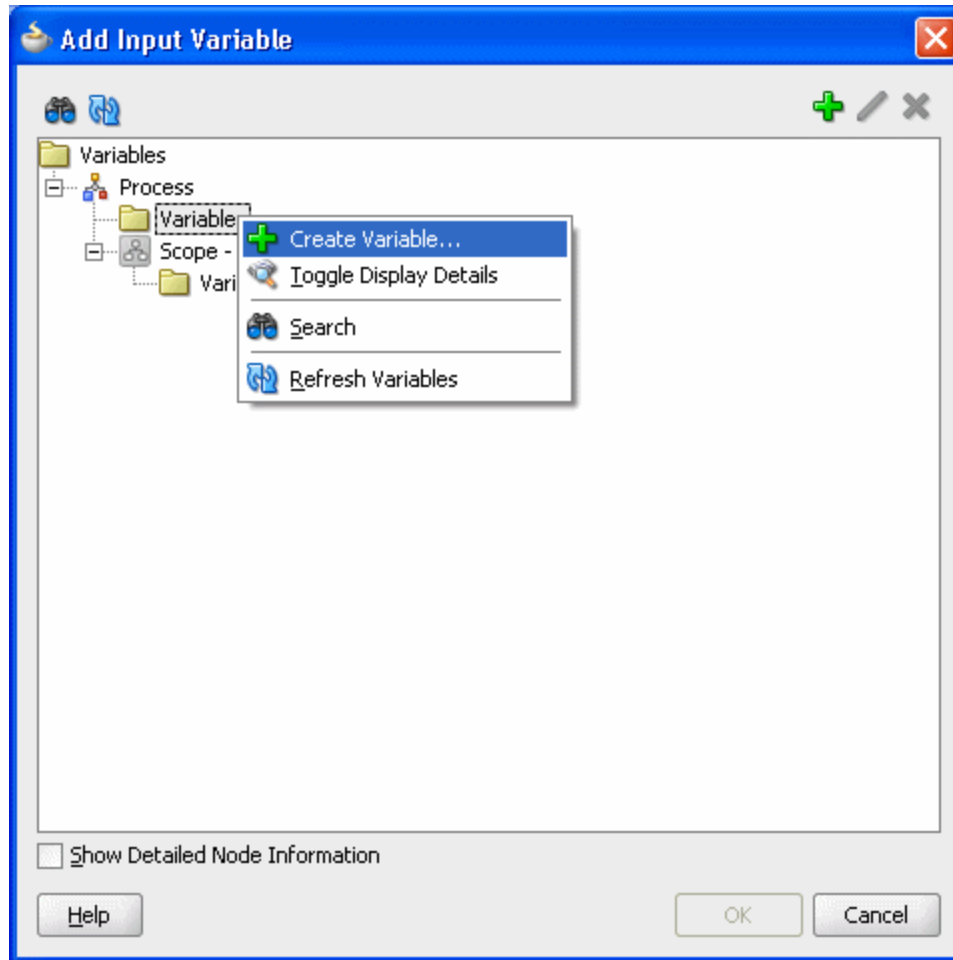 Add Input Variable
Variables
Process
Variable
Create Variable...
Scope -
Toggle Display Details
Vari
Search
Refresh Variables
Show Detailed Node Information
Help
OK
Cancel